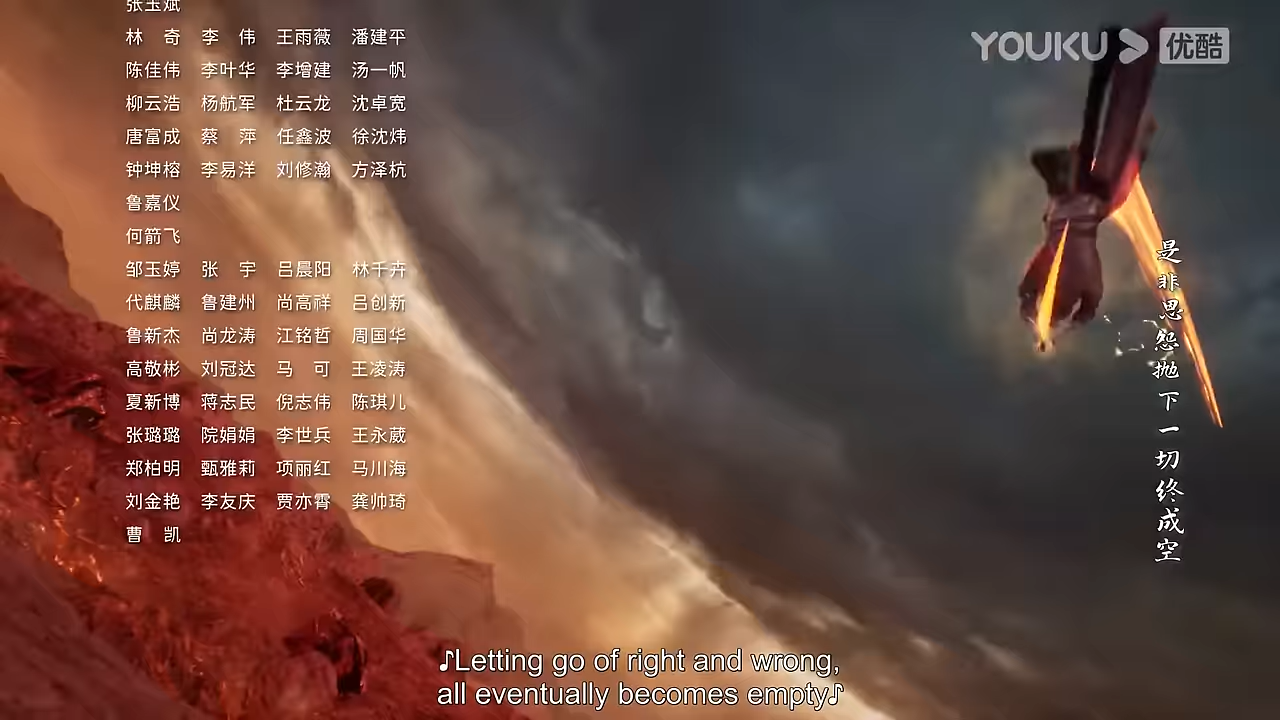 张玉斌
林　奇　李　伟　王雨薇　潘建平
陈佳伟　李叶华　李增建　汤一帆
柳云浩　杨航军　杜云龙　沈卓宽
唐富成　蔡　萍　任鑫波　徐沈炜
钟坤榕　李易洋　刘修瀚　方泽杭
鲁嘉仪
何箭飞
邹玉婷　张　宇　吕晨阳　林千卉
代麒麟　鲁建州　尚高祥　吕创新
鲁新杰　尚龙涛　江铭哲　周国华
高敬彬　刘冠达　马　可　王凌涛
夏新博　蒋志民　倪志伟　陈琪儿
张璐璐　院娟娟　李世兵　王永葳
郑柏明　甄雅莉　项丽红　马川海
刘金艳　李友庆　贾亦霄　龚帅琦
曹　凯
YOUKU 优酷
是非恩怨抛下一切终成空
♪Letting go of right and wrong,
all eventually becomes empty♪